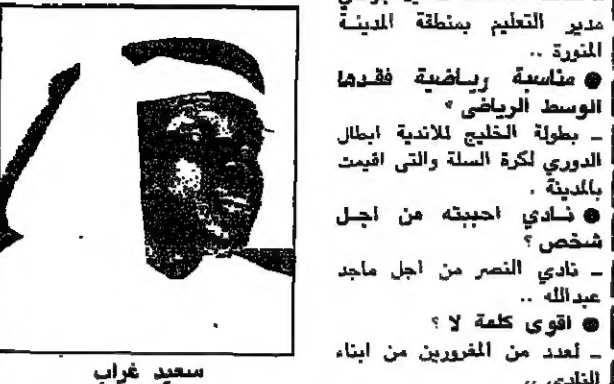 مدير التعليم بمنطقة المدينة
المنورة ..
● مناسبة رياضية فقدها
الوسط الرياضي ؟
ـ بطولة الخليج للاندية ابطال
الدوري لكرة السلة والتى اقيمت
بالمدينة .
● نـادي احببته من اجـل
شخص ؟
ـ نادي النصر من اجل ماجد
عبدالله ..
● اقوى كلمة لا ؟
ـ لعدد من المغرورين من ابناء
النادي ..
سعيد غراب